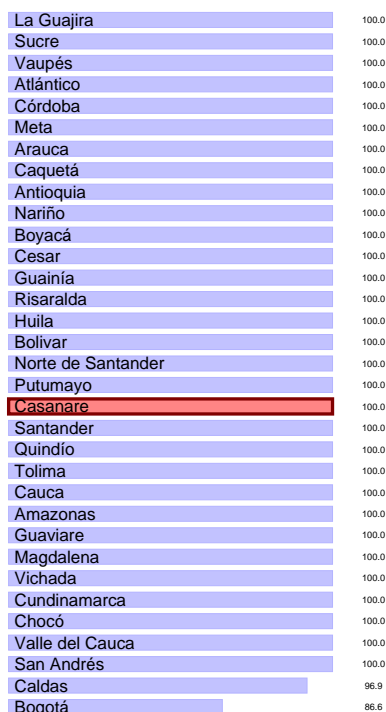 La Guajira 100.0
Sucre 100.0
Vaupés 100.0
Atlántico 100.0
Córdoba 100.0
Meta 100.0
Arauca 100.0
Caquetá 100.0
Antioquia 100.0
Nariño 100.0
Boyacá 100.0
Cesar 100.0
Guainía 100.0
Risaralda 100.0
Huila 100.0
Bolivar 100.0
Norte de Santander 100.0
Putumayo 100.0
Casanare 100.0
Santander 100.0
Quindío 100.0
Tolima 100.0
Cauca 100.0
Amazonas 100.0
Guaviare 100.0
Magdalena 100.0
Vichada 100.0
Cundinamarca 100.0
Chocó 100.0
Valle del Cauca 100.0
San Andrés 100.0
Caldas 96.9
Bogotá 86.6